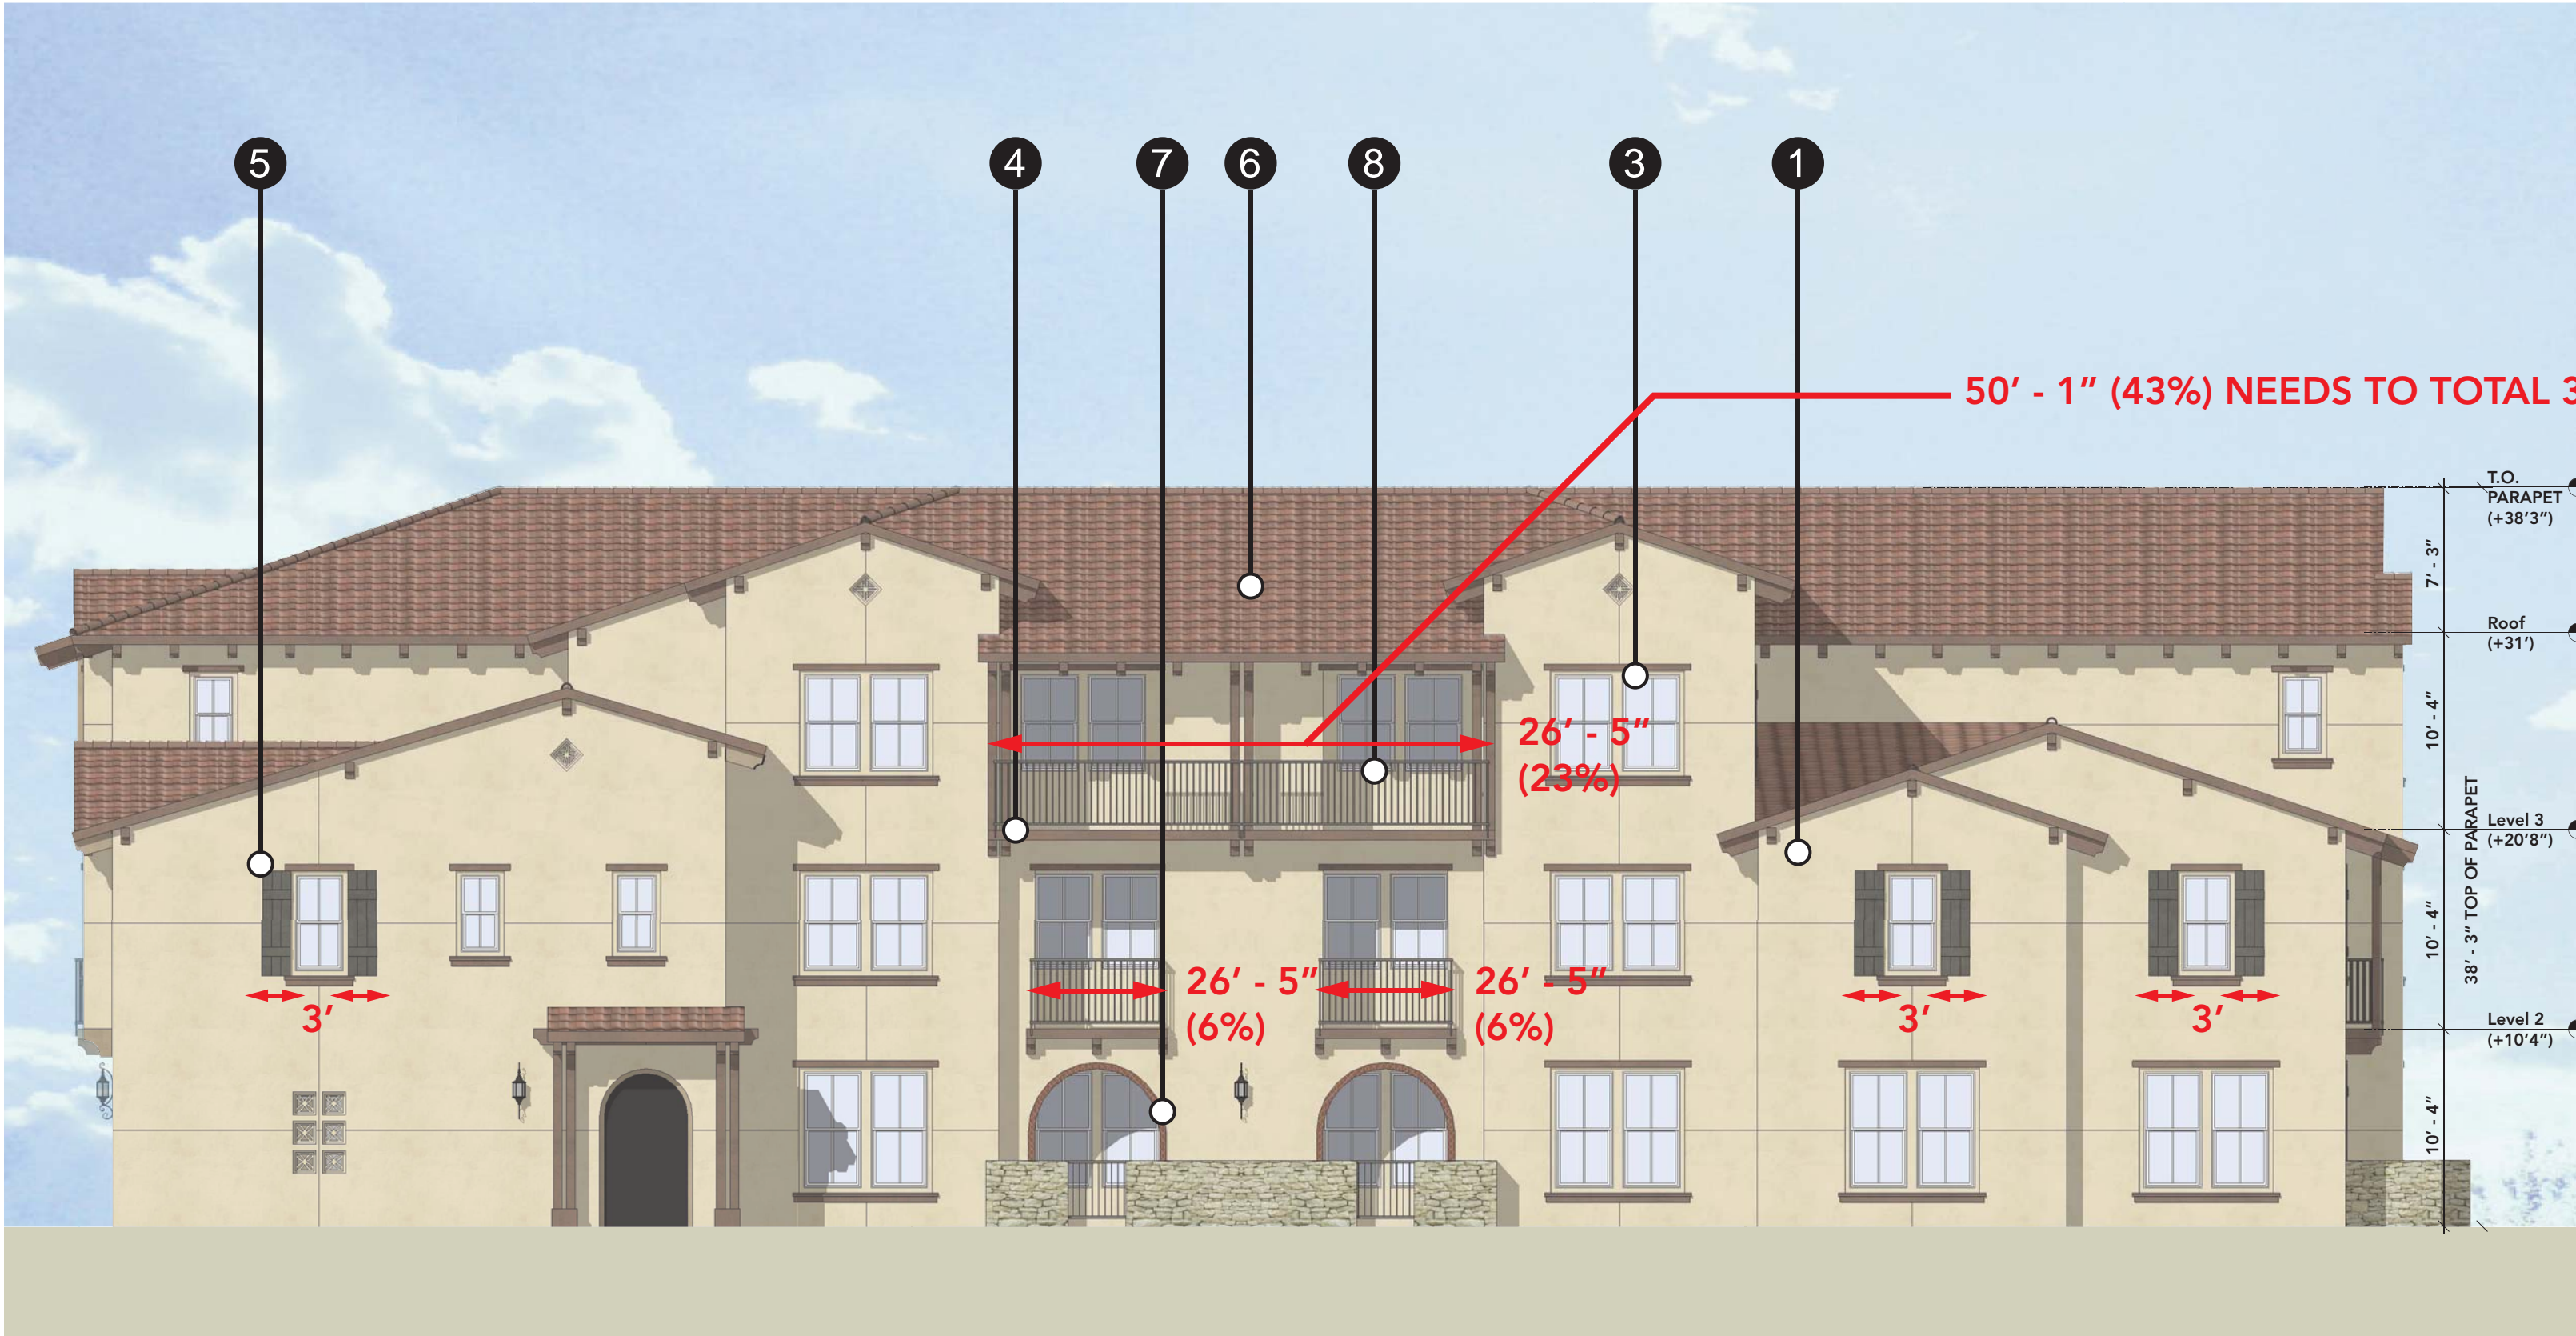 5
4
7
6
8
3
1
50' - 1" (43%) NEEDS TO TOTAL 3
T.O.
PARAPET
(+38'3")
7' - 3"
Roof
(+31')
10' - 4"
26' - 5"
(23%)
38' - 3" TOP OF PARAPET
Level 3
(+20'8")
10' - 4"
26' - 5"
(6%)
26' - 5"
(6%)
3'
3'
3'
Level 2
(+10'4")
10' - 4"